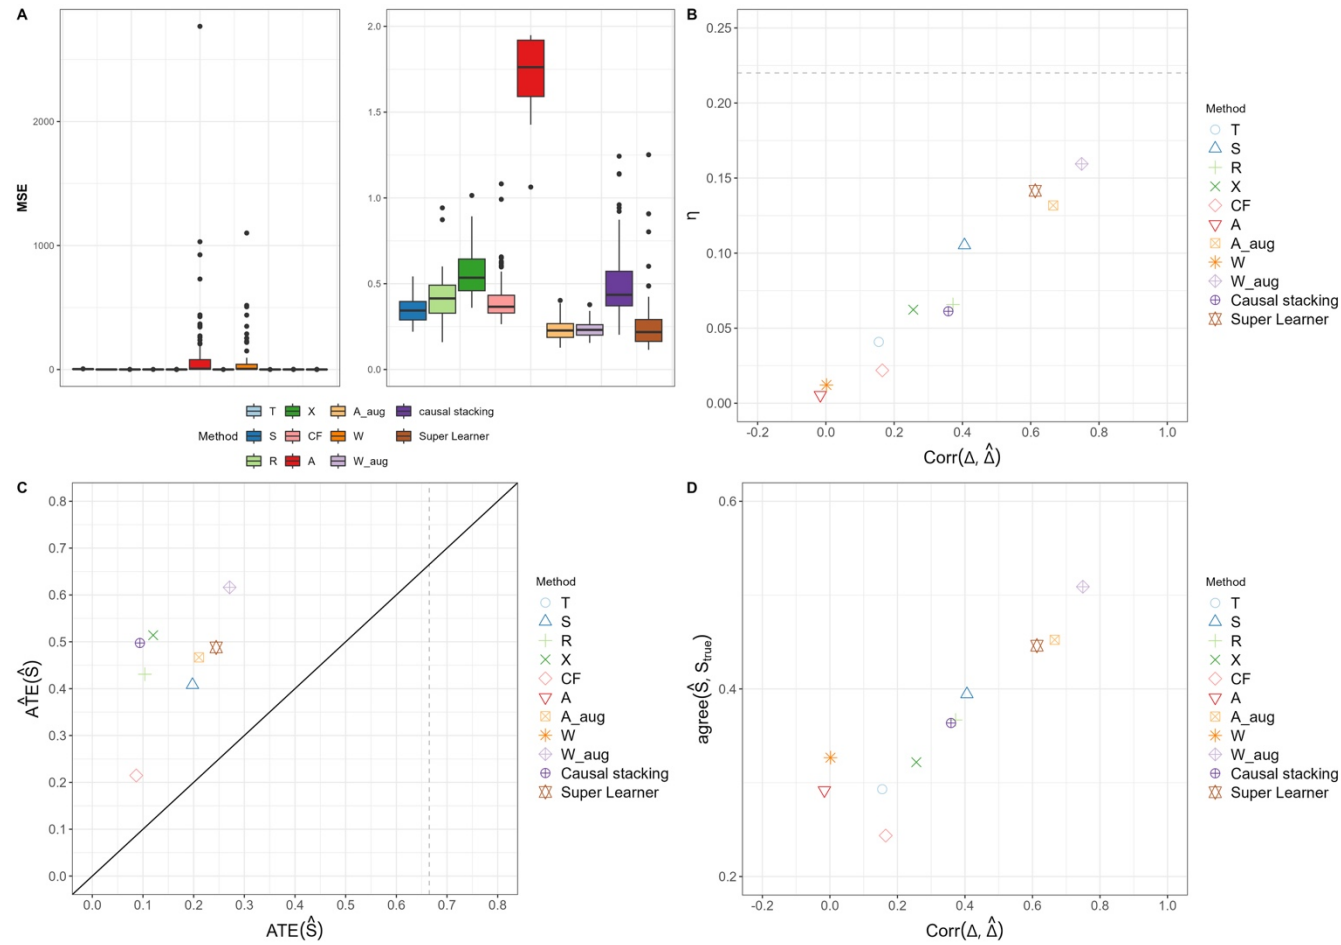 A
MSE
2000
1000
0
2.0
1.5
1.0
0.5
0.0
T X A_aug causal stacking
Method S CF W Super Learner
R A W_aug
B
η
0.25
0.20
0.15
0.10
0.05
0.00
-0.2 0.0 0.2 0.4 0.6 0.8 1.0
Corr(Δ, Δ̂)
Method
T
S
R
X
CF
A
A_aug
W
W_aug
Causal stacking
Super Learner
C
ÂTE(Ŝ)
0.8
0.7
0.6
0.5
0.4
0.3
0.2
0.1
0.0
0.0 0.1 0.2 0.3 0.4 0.5 0.6 0.7 0.8
ATE(Ŝ)
Method
T
S
R
X
CF
A
A_aug
W
W_aug
Causal stacking
Super Learner
D
agree(Ŝ, Strue)
0.6
0.4
0.2
-0.2 0.0 0.2 0.4 0.6 0.8 1.0
Corr(Δ, Δ̂)
Method
T
S
R
X
CF
A
A_aug
W
W_aug
Causal stacking
Super Learner